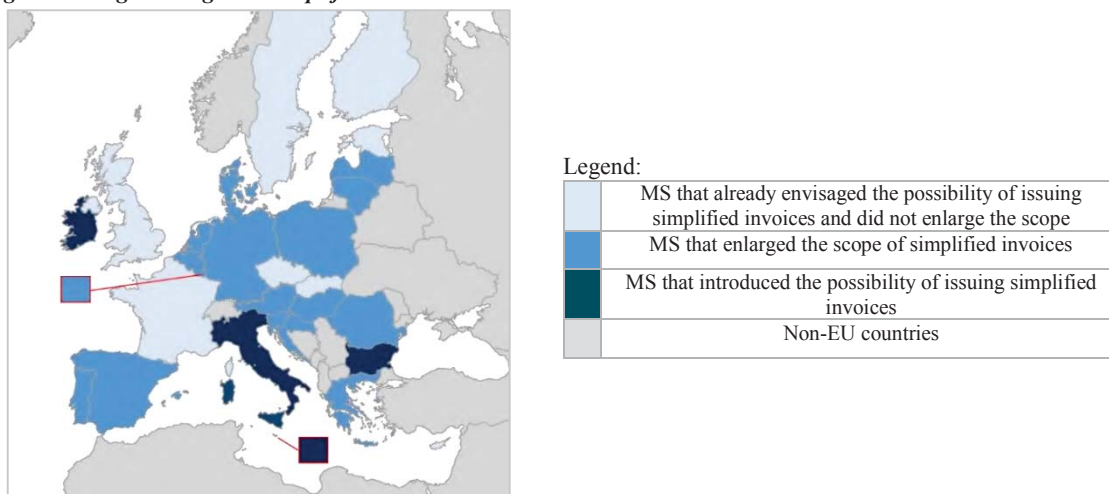 Legend:
MS that already envisaged the possibility of issuing
simplified invoices and did not enlarge the scope
MS that enlarged the scope of simplified invoices
MS that introduced the possibility of issuing simplified
invoices
Non-EU countries